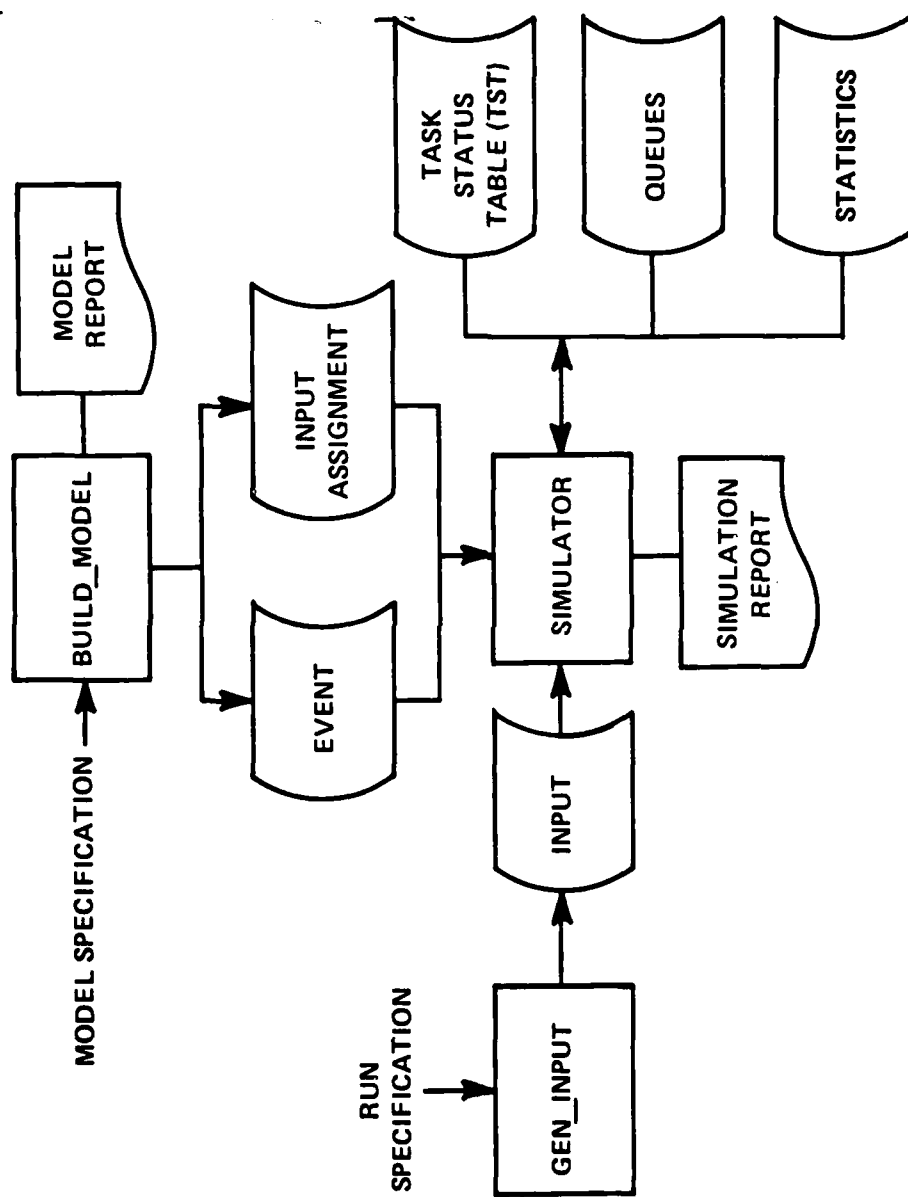 MODEL SPECIFICATION
BUILD_MODEL
MODEL
REPORT
EVENT
INPUT
ASSIGNMENT
RUN
SPECIFICATION
GEN_INPUT
INPUT
SIMULATOR
SIMULATION
REPORT
TASK
STATUS
TABLE (TST)
QUEUES
STATISTICS